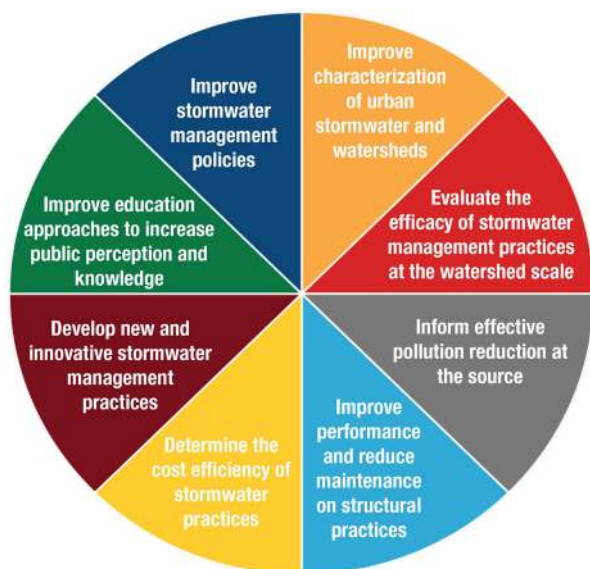 Improve
characterization
of urban
stormwater and
watersheds
Evaluate the
efficacy of stormwater
management practices
at the watershed scale
Inform effective
pollution reduction at
the source
Improve
performance
and reduce
maintenance
on structural
practices
Determine the
cost efficiency of
stormwater
practices
Develop new and
innovative stormwater
management
practices
Improve education
approaches to increase
public perception and
knowledge
Improve
stormwater
management
policies